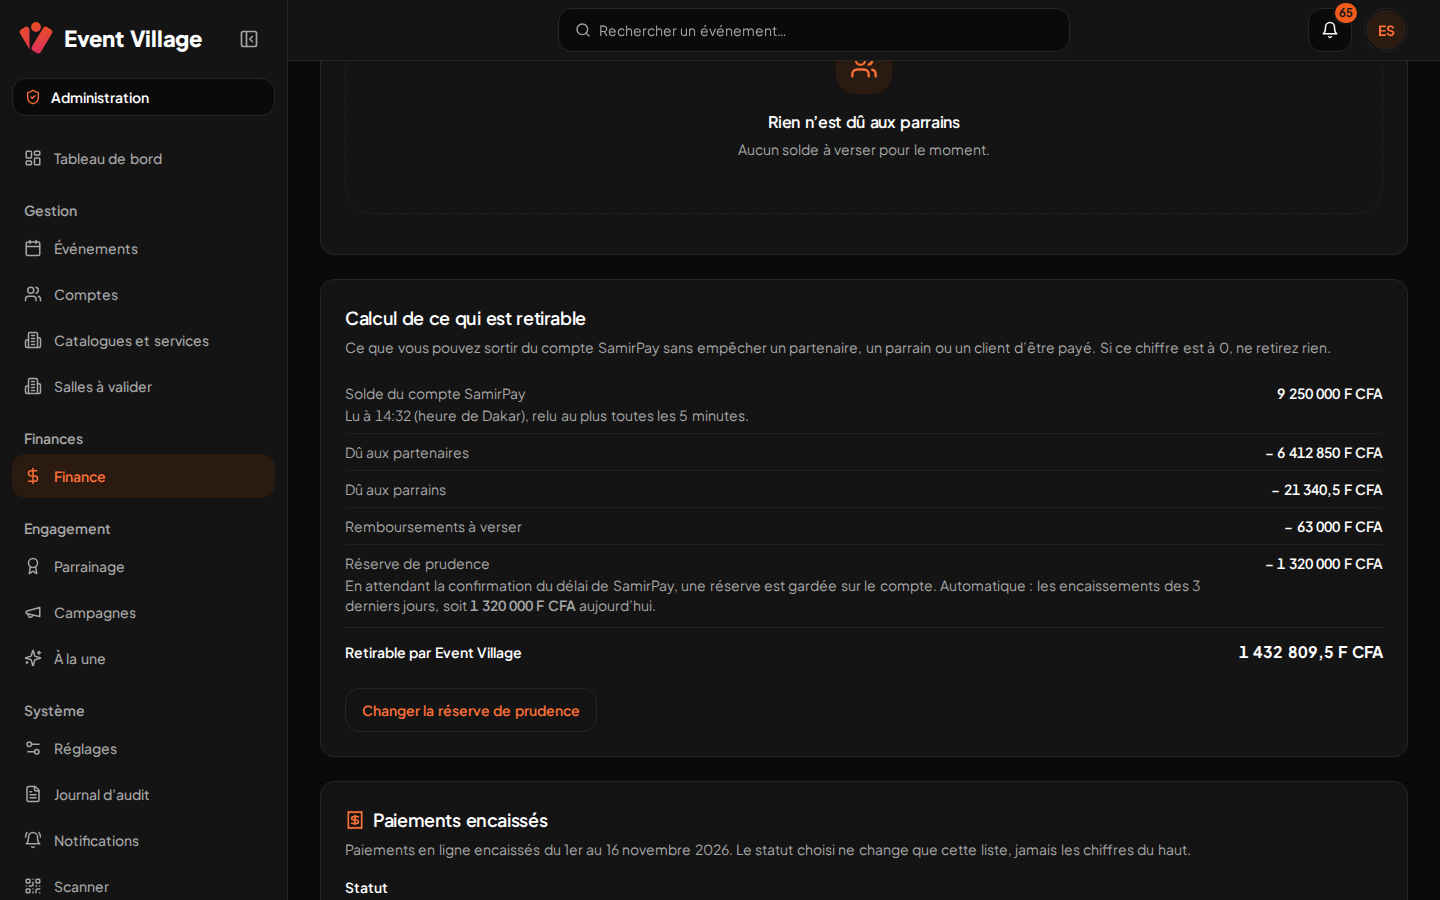 Event Village
Rechercher un événement…
65
ES
Administration
Tableau de bord
Gestion
Événements
Comptes
Catalogues et services
Salles à valider
Finances
Finance
Engagement
Parrainage
Campagnes
À la une
Système
Réglages
Journal d’audit
Notifications
Scanner
Rien n’est dû aux parrains
Aucun solde à verser pour le moment.
Calcul de ce qui est retirable
Ce que vous pouvez sortir du compte SamirPay sans empêcher un partenaire, un parrain ou un client d’être payé. Si ce chiffre est à 0, ne retirez rien.
Solde du compte SamirPay 9 250 000 F CFA
Lu à 14:32 (heure de Dakar), relu au plus toutes les 5 minutes.
Dû aux partenaires – 6 412 850 F CFA
Dû aux parrains – 21 340,5 F CFA
Remboursements à verser – 63 000 F CFA
Réserve de prudence – 1 320 000 F CFA
En attendant la confirmation du délai de SamirPay, une réserve est gardée sur le compte. Automatique : les encaissements des 3
derniers jours, soit 1 320 000 F CFA aujourd’hui.
Retirable par Event Village 1 432 809,5 F CFA
Changer la réserve de prudence
Paiements encaissés
Paiements en ligne encaissés du 1er au 16 novembre 2026. Le statut choisi ne change que cette liste, jamais les chiffres du haut.
Statut